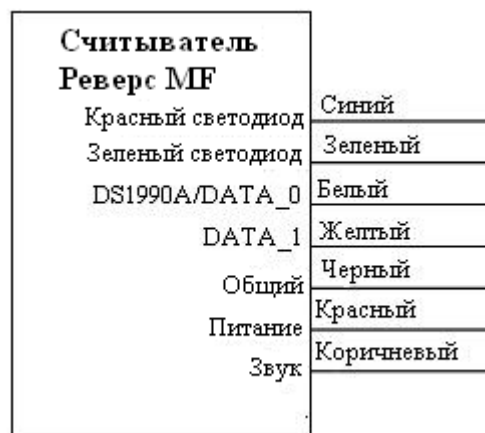 Считыватель
Реверс MF
Красный светодиод Синий
Зеленый светодиод Зеленый
DS1990A/DATA_0 Белый
DATA_1 Желтый
Общий Черный
Питание Красный
Звук Коричневый